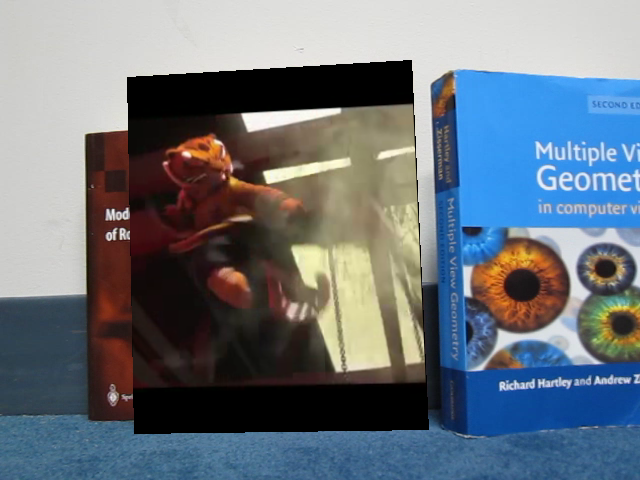 Mod
of Ro
Hartley and
Zisserman
Multiple View Geometry
SECOND ED
Multiple Vi
Geomet
in computer vi
Richard Hartley and Andrew Z